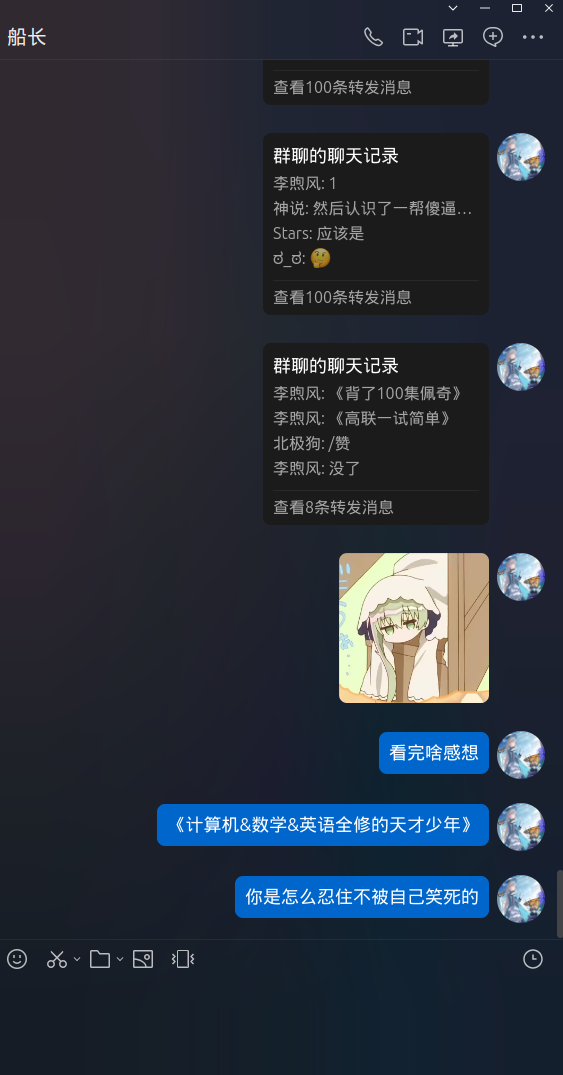 船长
查看100条转发消息
群聊的聊天记录
李煦风: 1
神说: 然后认识了一帮傻逼…
Stars: 应该是
ಠ_ಠ: 🤔
查看100条转发消息
群聊的聊天记录
李煦风: 《背了100集佩奇》
李煦风: 《高联一试简单》
北极狗: /赞
李煦风: 没了
查看8条转发消息
看完啥感想
《计算机&数学&英语全修的天才少年》
你是怎么忍住不被自己笑死的